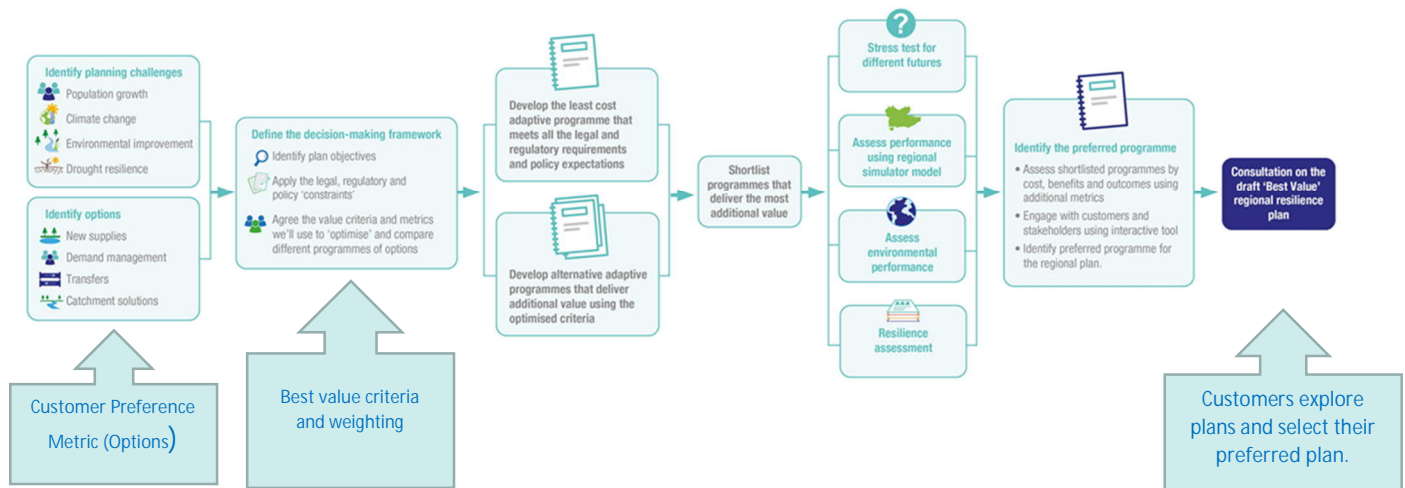 Identify planning challenges
Population growth
Climate change
Environmental improvement
Drought resilience
Identify options
New supplies
Demand management
Transfers
Catchment solutions
Define the decision-making framework
Identify plan objectives
Apply the legal, regulatory and
policy ‘constraints’
Agree the value criteria and metrics
we’ll use to ‘optimise’ and compare
different programmes of options
Develop the least cost
adaptive programme that
meets all the legal and
regulatory requirements
and policy expectations
Develop alternative adaptive
programmes that deliver
additional value using the
optimised criteria
Shortlist
programmes that
deliver the most
additional value
?
Stress test for
different futures
Assess performance
using regional
simulator model
Assess
environmental
performance
Resilience
assessment
Identify the preferred programme
• Assess shortlisted programmes by
cost, benefits and outcomes using
additional metrics
• Engage with customers and
stakeholders using interactive tool
• Identify preferred programme for
the regional plan.
Consultation on the
draft ‘Best Value’
regional resilience
plan
Customer Preference
Metric (Options)
Best value criteria
and weighting
Customers explore
plans and select their
preferred plan.